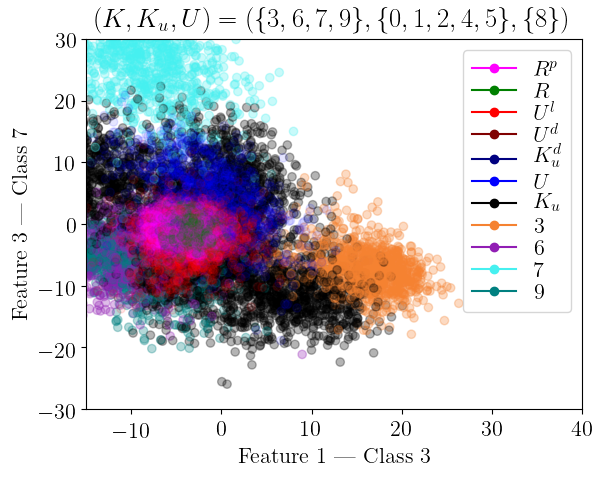 (K, K_u, U) = ({3, 6, 7, 9}, {0, 1, 2, 4, 5}, {8})
30
20
10
0
−10
−20
−30
Feature 3 — Class 7
−10
0
10
20
30
40
Feature 1 — Class 3
R^p
R
U^l
U^d
K_u^d
U
K_u
3
6
7
9